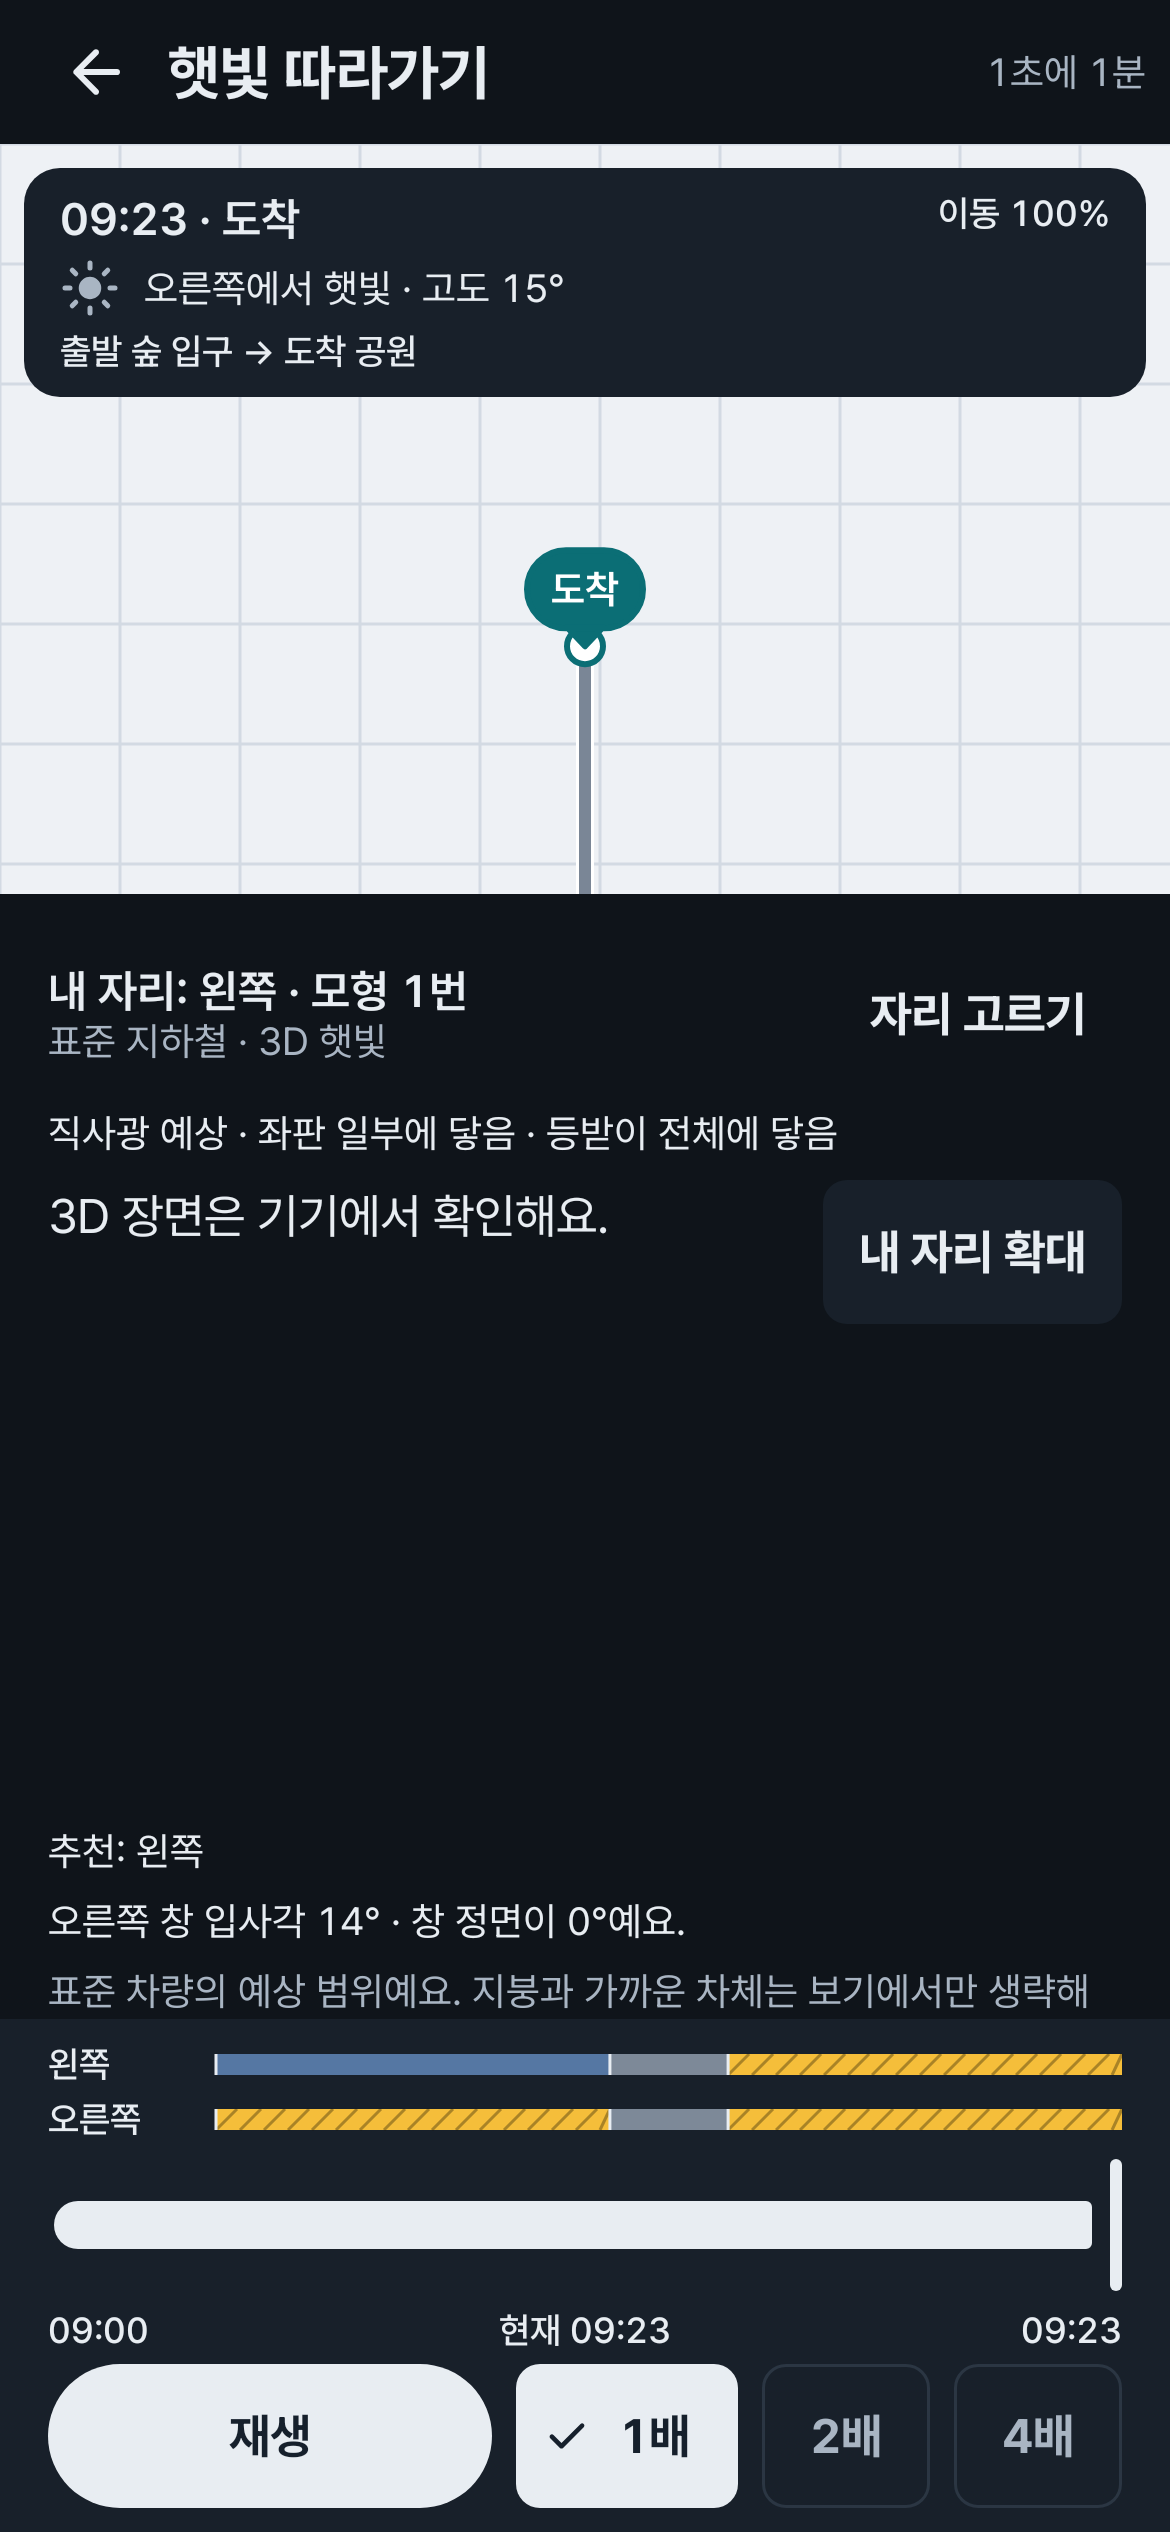 햇빛 따라가기
1초에 1분
09:23 · 도착
이동 100%
오른쪽에서 햇빛 · 고도 15°
출발 숲 입구 → 도착 공원
도착
내 자리: 왼쪽 · 모형 1번
표준 지하철 · 3D 햇빛
자리 고르기
직사광 예상 · 좌판 일부에 닿음 · 등받이 전체에 닿음
3D 장면은 기기에서 확인해요.
내 자리 확대
추천: 왼쪽
오른쪽 창 입사각 14° · 창 정면이 0°예요.
표준 차량의 예상 범위예요. 지붕과 가까운 차체는 보기에서만 생략해
왼쪽
오른쪽
09:00
현재 09:23
09:23
재생
1배
2배
4배